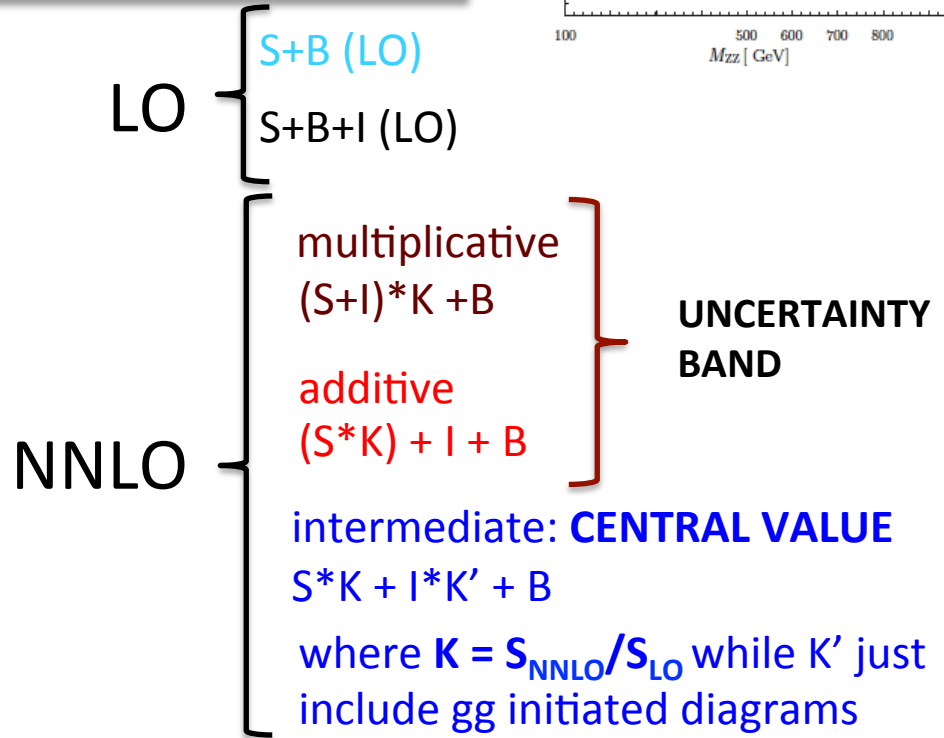 100
500 600 700 800
MZZ [ GeV]
LO
S+B (LO)
S+B+I (LO)
NNLO
multiplicative
(S+I)*K +B
additive
(S*K) + I + B
UNCERTAINTY
BAND
intermediate: CENTRAL VALUE
S*K + I*K’ + B
where K = SNNLO/SLO while K’ just
include gg initiated diagrams